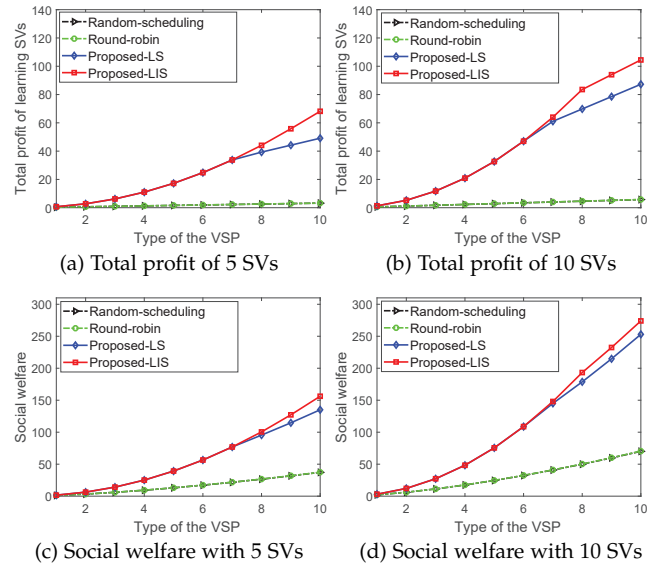 Total profit of learning SVs
140
120
100
80
60
40
20
0
Random-scheduling
Round-robin
Proposed-LS
Proposed-LIS
2 4 6 8 10
Type of the VSP
(a) Total profit of 5 SVs
Total profit of learning SVs
140
120
100
80
60
40
20
0
Random-scheduling
Round-robin
Proposed-LS
Proposed-LIS
2 4 6 8 10
Type of the VSP
(b) Total profit of 10 SVs
Social welfare
300
250
200
150
100
50
0
Random-scheduling
Round-robin
Proposed-LS
Proposed-LIS
2 4 6 8 10
Type of the VSP
(c) Social welfare with 5 SVs
Social welfare
300
250
200
150
100
50
0
Random-scheduling
Round-robin
Proposed-LS
Proposed-LIS
2 4 6 8 10
Type of the VSP
(d) Social welfare with 10 SVs